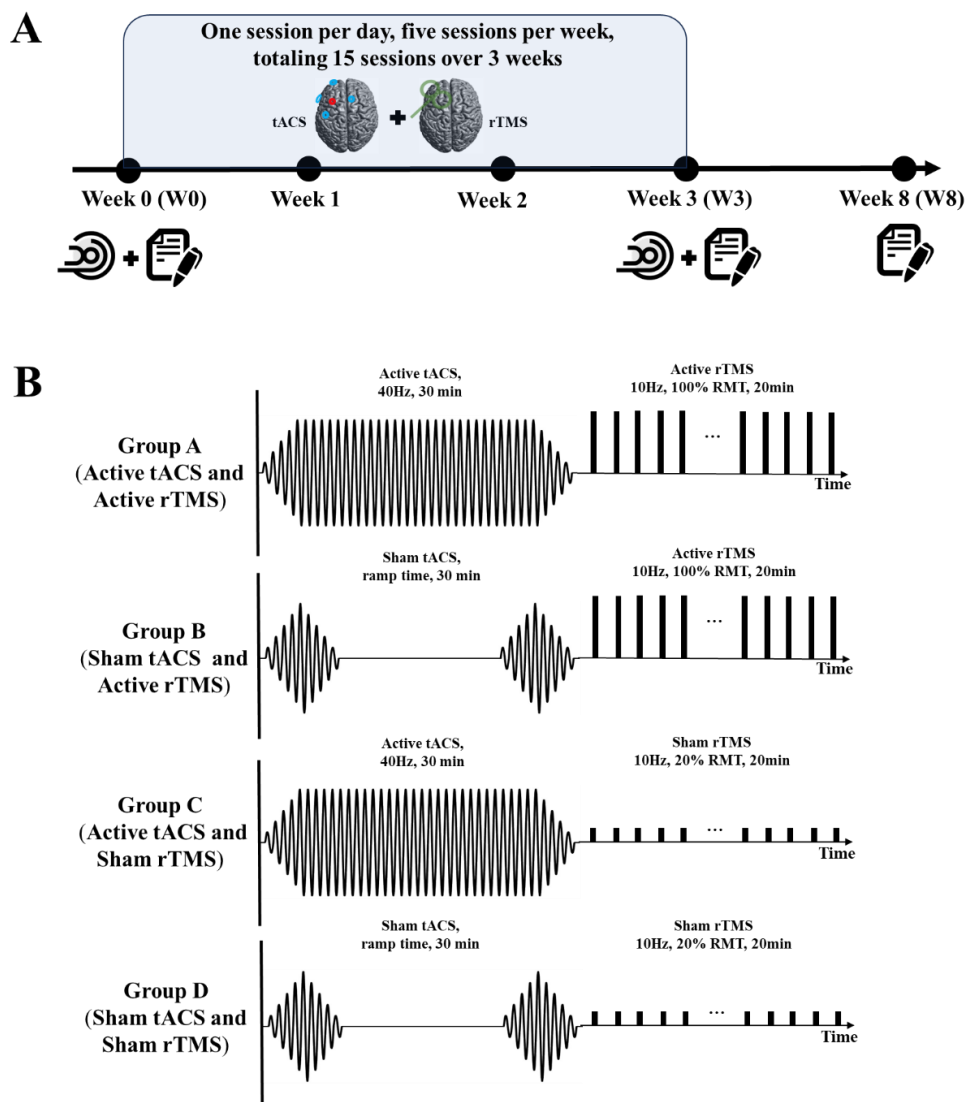 A
One session per day, five sessions per week,
totaling 15 sessions over 3 weeks
tACS
rTMS
Week 0 (W0)
Week 1
Week 2
Week 3 (W3)
Week 8 (W8)
B
Active tACS,
40Hz, 30 min
Active rTMS
10Hz, 100% RMT, 20min
Group A
(Active tACS and
Active rTMS)
...
Time
Sham tACS,
ramp time, 30 min
Active rTMS
10Hz, 100% RMT, 20min
Group B
(Sham tACS and
Active rTMS)
...
Time
Active tACS,
40Hz, 30 min
Sham rTMS
10Hz, 20% RMT, 20min
Group C
(Active tACS and
Sham rTMS)
...
Time
Sham tACS,
ramp time, 30 min
Sham rTMS
10Hz, 20% RMT, 20min
Group D
(Sham tACS and
Sham rTMS)
...
Time